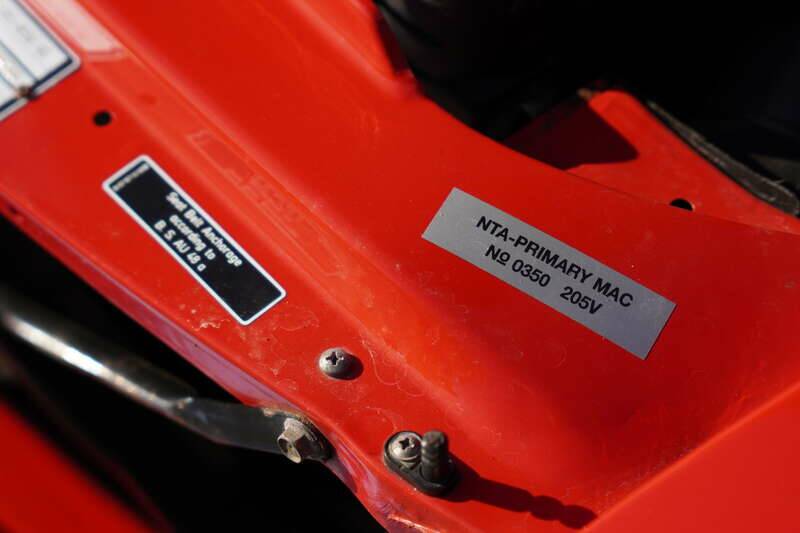 Seat Belt Anchorage
according to
B. S. AU 48 a
NTA-PRIMARY MAC
№ 0350 205V